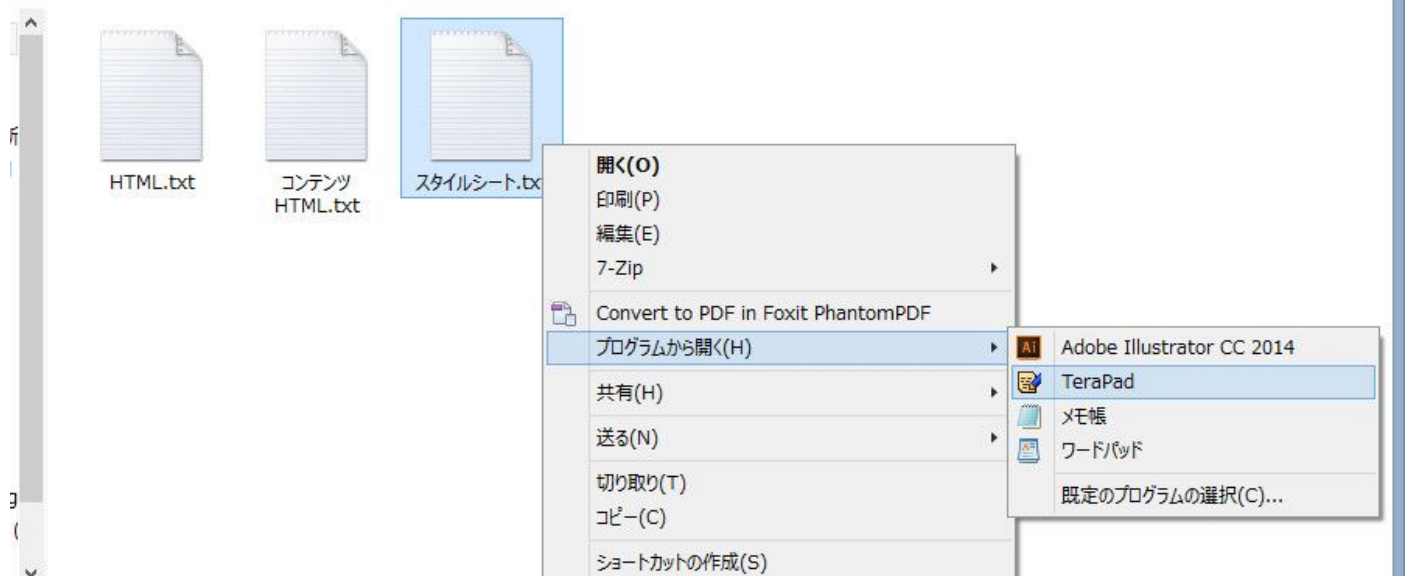 HTML.txt
コンテンツ
HTML.txt
スタイルシート.tx
開く(O)
印刷(P)
編集(E)
7-Zip
Convert to PDF in Foxit PhantomPDF
プログラムから開く(H)
共有(H)
送る(N)
切り取り(T)
コピー(C)
ショートカットの作成(S)
Ai
Adobe Illustrator CC 2014
TeraPad
メモ帳
ワードパッド
既定のプログラムの選択(C)...